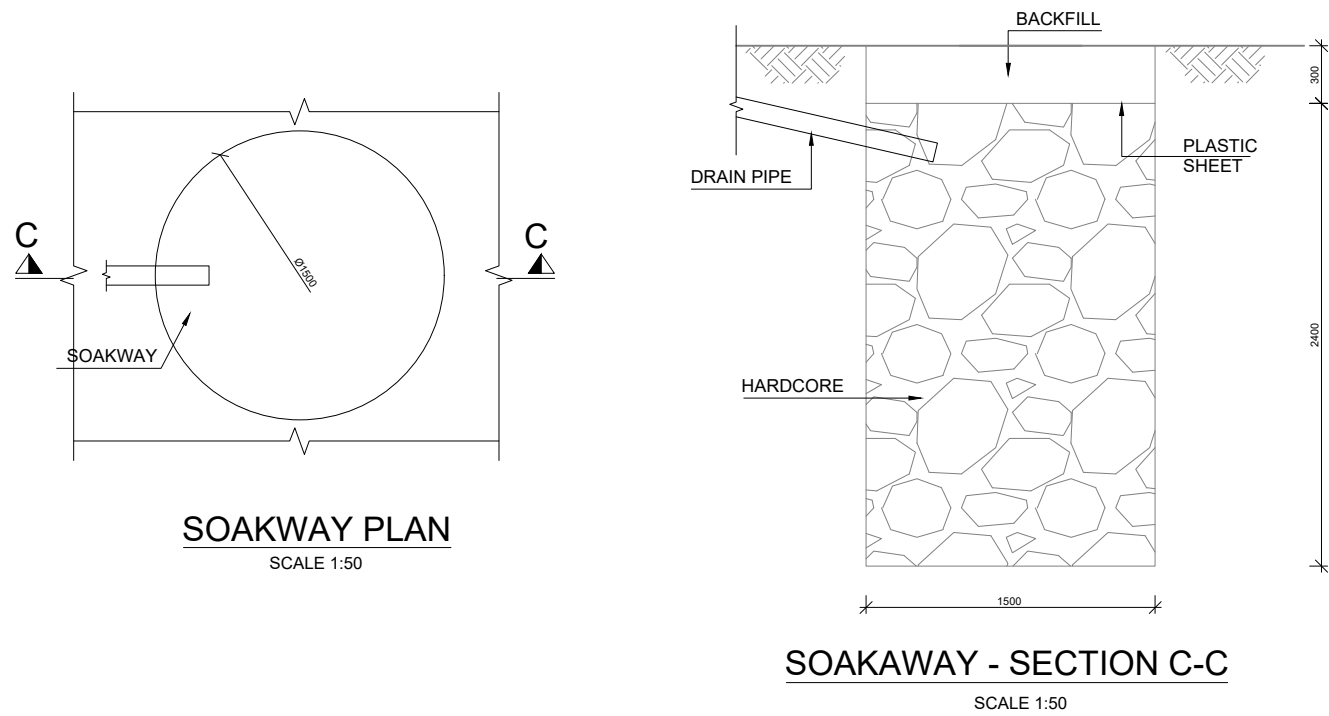 C
C
Ø1500
SOAKWAY
SOAKWAY PLAN
SCALE 1:50
BACKFILL
300
PLASTIC
SHEET
DRAIN PIPE
2400
HARDCORE
1500
SOAKAWAY - SECTION C-C
SCALE 1:50